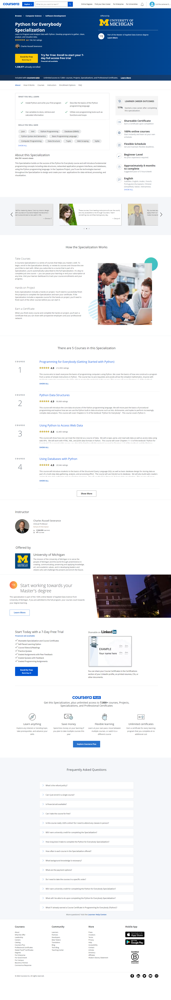 coursera
Explore
What do you want to learn?
Online Degrees
Find your New Career
For Enterprise
For Universities
Browse > Computer Science > Software Development
Python for Everybody
Specialization
Learn to Program and Analyze Data with Python. Develop programs to gather, clean,
analyze, and visualize data.
4.8 194,162 ratings
Charles Russell Severance
Enroll for Free
Starts Sep 10
Try for Free: Enroll to start your 7-
day full access free trial
Financial aid available
1,338,971 already enrolled
Offered By
UNIVERSITY OF
MICHIGAN
Part of the Master of Applied Data Science degree
Learn More
Included with coursera PLUS
Unlimited access to 7,000+ courses, Projects, Specializations, and Professional Certificates.
Learn More
About
How It Works
Courses
Instructors
Enrollment Options
FAQ
WHAT YOU WILL LEARN
Install Python and write your first program
Describe the basics of the Python
programming language
Use variables to store, retrieve and
calculate information
Utilize core programming tools such as
functions and loops
SKILLS YOU WILL GAIN
Json
Xml
Python Programming
Database (DBMS)
Python Syntax And Semantics
Basic Programming Language
Computer Programming
Data Structure
Tuple
Web Scraping
Sqlite
SHOW ALL
LEARNER CAREER OUTCOMES
11%
Started a new career after completing
this specialization.
Shareable Certificate
Earn a Certificate upon completion
100% online courses
Start instantly and learn at your own
schedule.
Flexible Schedule
Set and maintain flexible deadlines.
Beginner Level
No prior experience required.
Approximately 8 months
to complete
Suggested pace of 3 hours/week
English
Subtitles: English, Arabic, French,
Portuguese (European), Chinese
(Simplified), Italian, Vietnamese,
SHOW ALL
About this Specialization
564,781 recent views
This Specialization builds on the success of the Python for Everybody course and will introduce fundamental
programming concepts including data structures, networked application program interfaces, and databases,
using the Python programming language. In the Capstone Project, you'll use the technologies learned
throughout the Specialization to design and create your own applications for data retrieval, processing, and
visualization.
left for maternity leave, I lost my interior design
— Dimitra T.
These courses, from leading institutions all over the world,
are only accessible to me through Coursera. I learn
something new and fascinating every day.
— Dariya K
How the Specialization Works
Take Courses
A Coursera Specialization is a series of courses that helps you master a skill. To
begin, enroll in the Specialization directly, or review its courses and choose the one
you'd like to start with. When you subscribe to a course that is part of a
Specialization, you're automatically subscribed to the full Specialization. It's okay to
complete just one course — you can pause your learning or end your subscription at
any time. Visit your learner dashboard to track your course enrollments and your
progress.
Hands-on Project
Every Specialization includes a hands-on project. You'll need to successfully finish
the project(s) to complete the Specialization and earn your certificate. If the
Specialization includes a separate course for the hands-on project, you'll need to
finish each of the other courses before you can start it.
Earn a Certificate
When you finish every course and complete the hands-on project, you'll earn a
Certificate that you can share with prospective employers and your professional
network.
There are 5 Courses in this Specialization
COURSE
1
Programming for Everybody (Getting Started with Python)
4.8 212,993 ratings
This course aims to teach everyone the basics of programming computers using Python. We cover the basics of how one constructs a program
from a series of simple instructions in Python. The course has no pre-requisites and avoids all but the simplest mathematics. Anyone with
SHOW ALL
COURSE
2
Python Data Structures
4.9 90,068 ratings
This course will introduce the core data structures of the Python programming language. We will move past the basics of procedural
programming and explore how we can use the Python built-in data structures such as lists, dictionaries, and tuples to perform increasingly
complex data analysis. This course will cover Chapters 6-10 of the textbook "Python for Everybody". This course covers Python 3.
COURSE
3
Using Python to Access Web Data
4.8 42,483 ratings
This course will show how one can treat the Internet as a source of data. We will scrape, parse, and read web data as well as access data using
web APIs. We will work with HTML, XML, and JSON data formats in Python. This course will cover Chapters 11-13 of the textbook "Python for
SHOW ALL
COURSE
4
Using Databases with Python
4.8 20,546 ratings
This course will introduce students to the basics of the Structured Query Language (SQL) as well as basic database design for storing data as
part of a multi-step data gathering, analysis, and processing effort. The course will use SQLite3 as its database. We will also build web crawlers
SHOW ALL
Show More
Instructor
Charles Russell Severance
Clinical Professor
School of Information
3,544,026 Learners
47 Courses
Offered by
University of Michigan
The mission of the University of Michigan is to serve the
people of Michigan and the world through preeminence in
creating, communicating, preserving and applying knowledge,
art, and academic values, and in developing leaders and
citizens who will challenge the present and enrich the future.
Start working towards your
Master's degree
This specialization is part of the 100% online Master of Applied Data Science from
University of Michigan. If you are admitted to the full program, your courses count towards
your degree learning.
Learn More
Start Today with a 7-Day Free Trial
Financial aid available
Shareable Specialization and Course Certificates
Self-Paced Learning Option
Course Videos & Readings
Practice Quizzes
Graded Assignments with Peer Feedback
Graded Quizzes with Feedback
Graded Programming Assignments
Enroll for Free
Starts Sep 10
Shareable on LinkedIn
EXAMPLE
Your name here
You can share your Course Certificates in the Certifications
section of your LinkedIn profile, on printed resumes, CVs, or
other documents.
coursera PLUS
Get this Specialization, plus unlimited access to 7,000+ courses, Projects,
Specializations, and Professional Certificates
Learn anything
Explore any interest or trending topic,
take prerequisites, and advance your
skills
Save money
Spend less money on your learning if
you plan to take multiple courses this
year
Flexible learning
Learn at your own pace, move between
multiple courses, or switch to a
different course
Unlimited certificates
Earn a certificate for every learning
program that you complete at no
additional cost
Explore Coursera Plus
Frequently Asked Questions
What is the refund policy?
Can I just enroll in a single course?
Is financial aid available?
Can I take the course for free?
Is this course really 100% online? Do I need to attend any classes in person?
Will I earn university credit for completing the Specialization?
How long does it take to complete the Python for Everybody Specialization?
How often is each course in the Specialization offered?
What background knowledge is necessary?
What are the payment options?
Do I need to take the courses in a specific order?
Will I earn university credit for completing the Python for Everybody Specialization?
What will I be able to do upon completing the Python for Everybody Specialization?
What if I already earned a Course Certificate in Programming for Everybody (Python)?
More questions? Visit the Learner Help Center.
Coursera
About
What We Offer
Leadership
Careers
Catalog
Coursera Plus
Professional Certificates
MasterTrack® Certificates
Degrees
For Enterprise
For Government
For Campus
Become a Partner
Coronavirus Response
Community
Learners
Partners
Developers
Beta Testers
Translators
Blog
Tech Blog
Teaching Center
More
Press
Investors
Terms
Privacy
Help
Accessibility
Contact
Articles
Directory
Affiliates
Modern Slavery Statement
Mobile App
Download on the
App Store
GET IT ON
Google Play
Certified
B
Corporation
© 2022 Coursera Inc. All rights reserved.